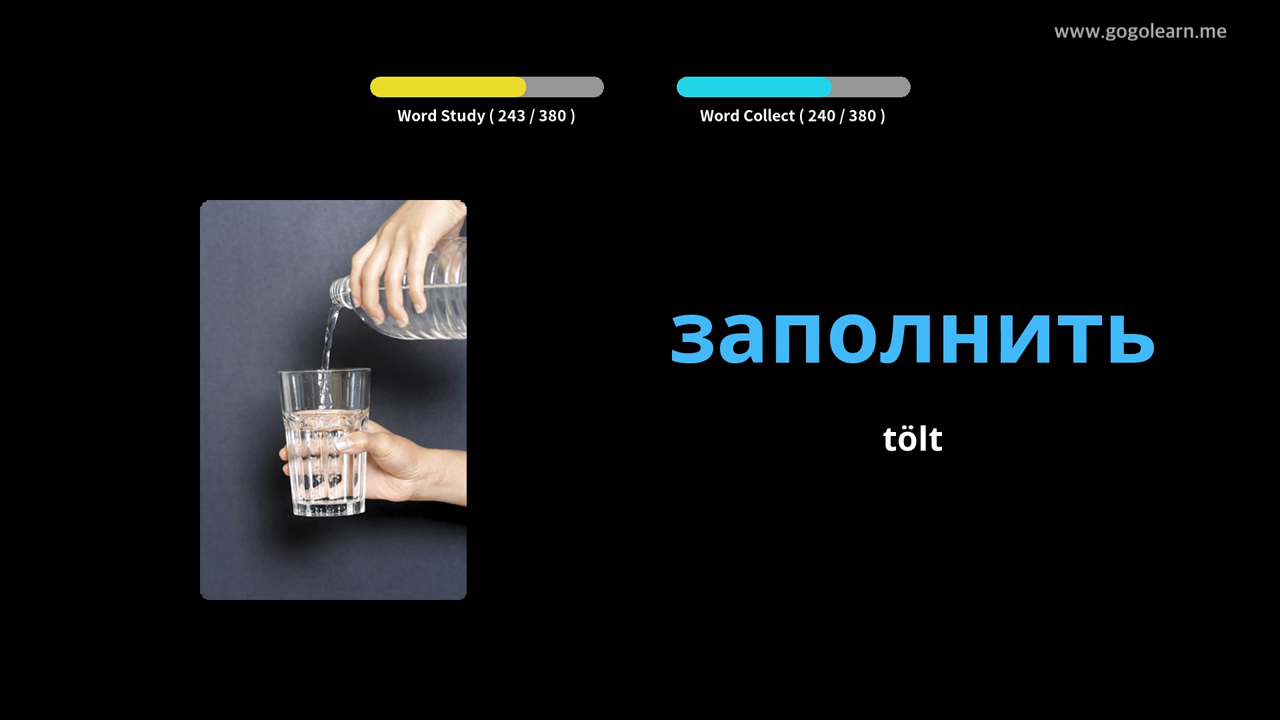 www.gogolearn.me
Word Study ( 243 / 380 )
Word Collect ( 240 / 380 )
заполнить
tölt